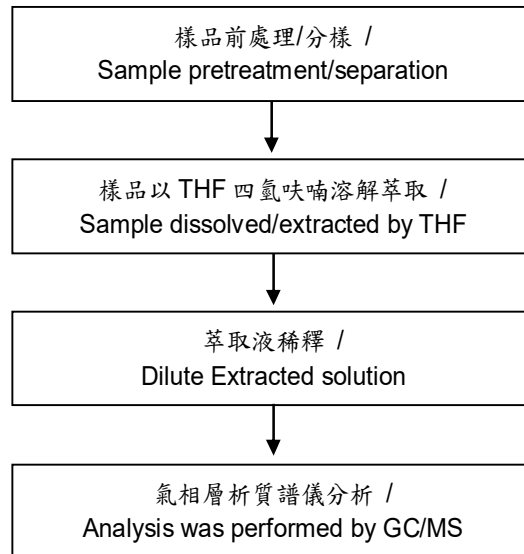 樣品前處理/分樣 /
Sample pretreatment/separation
樣品以 THF 四氫呋喃溶解萃取 /
Sample dissolved/extracted by THF
萃取液稀釋 /
Dilute Extracted solution
氣相層析質譜儀分析 /
Analysis was performed by GC/MS